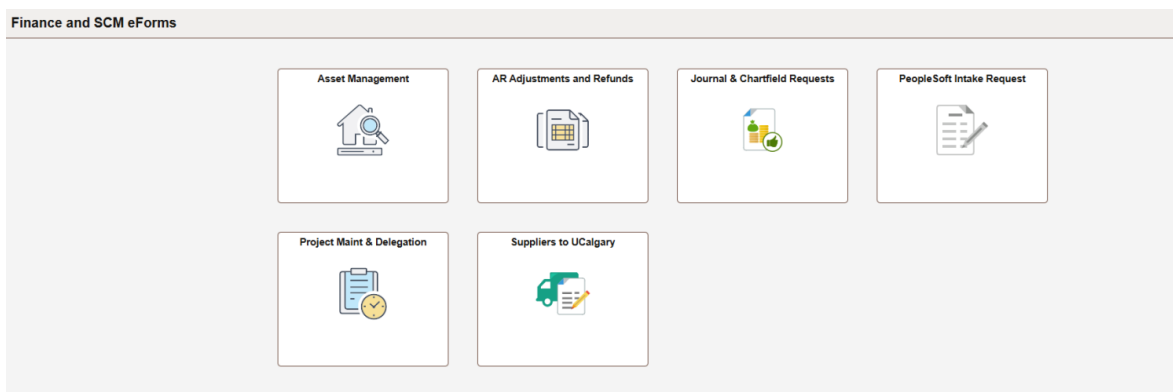 Finance and SCM eForms
Asset Management
AR Adjustments and Refunds
Journal & Chartfield Requests
PeopleSoft Intake Request
Project Maint & Delegation
Suppliers to UCalgary